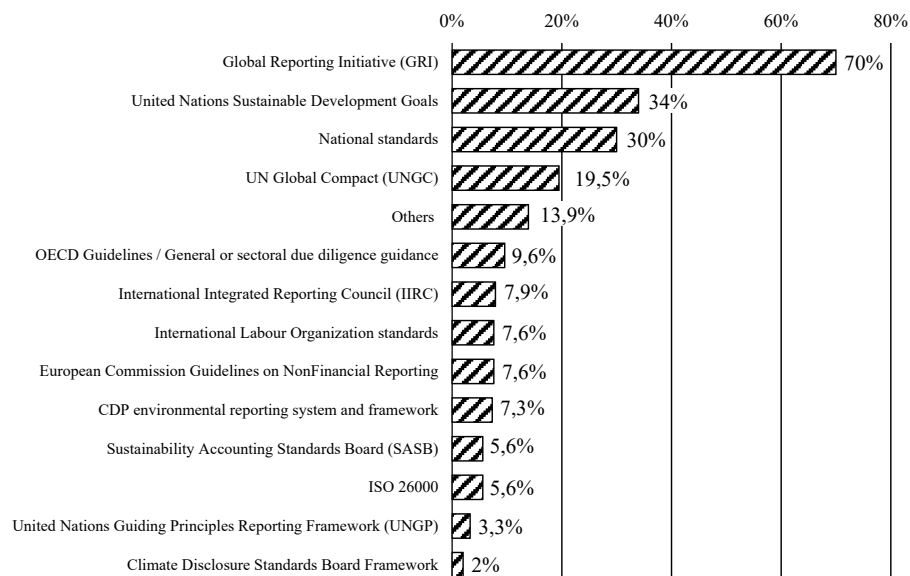 0% 20% 40% 60% 80%
Global Reporting Initiative (GRI) 70%
United Nations Sustainable Development Goals 34%
National standards 30%
UN Global Compact (UNGC) 19,5%
Others 13,9%
OECD Guidelines / General or sectoral due diligence guidance 9,6%
International Integrated Reporting Council (IIRC) 7,9%
International Labour Organization standards 7,6%
European Commission Guidelines on NonFinancial Reporting 7,6%
CDP environmental reporting system and framework 7,3%
Sustainability Accounting Standards Board (SASB) 5,6%
ISO 26000 5,6%
United Nations Guiding Principles Reporting Framework (UNGP) 3,3%
Climate Disclosure Standards Board Framework 2%